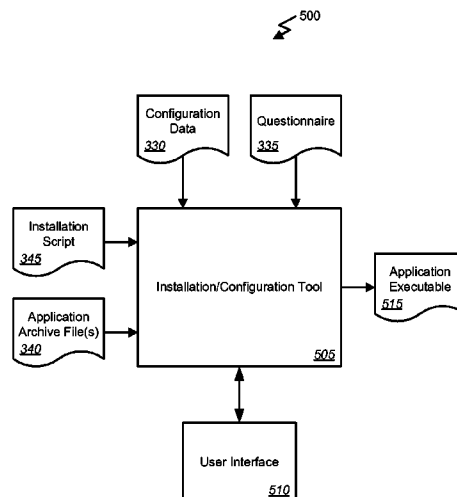 500
Configuration
Data
330
Questionnaire
335
Installation
Script
345
Installation/Configuration Tool
505
Application
Executable
515
Application
Archive File(s)
340
User Interface
510